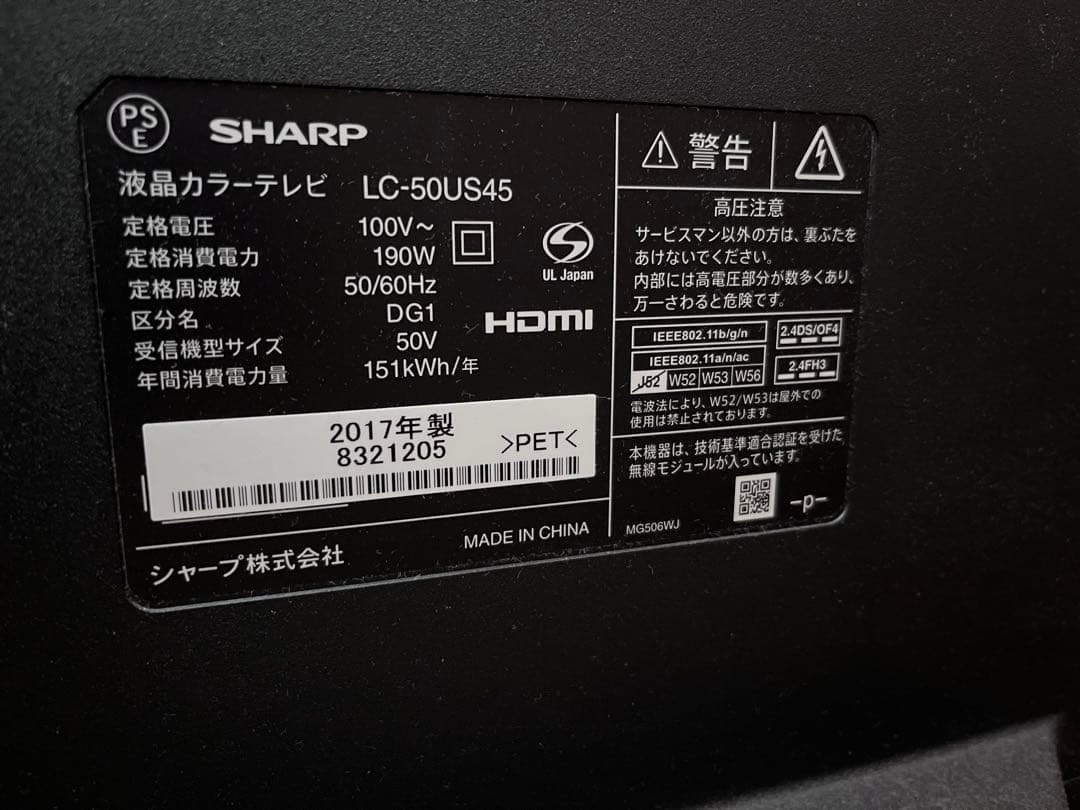 PSE
SHARP
液晶カラーテレビ LC-50US45
定格電圧 100V～
定格消費電力 190W
定格周波数 50/60Hz
区分名 DG1
受信機型サイズ 50V
年間消費電力量 151kWh/年
UL Japan
HDMI
2017年製
8321205
>PET<
シャープ株式会社
MADE IN CHINA
警告
高圧注意
サービスマン以外の方は、裏ぶたを
あけないでください。
内部には高電圧部分が数多くあり、
万一さわると危険です。
IEEE802.11b/g/n
IEEE802.11a/n/ac
J52 W52 W53 W56
2.4DS/OF4
2.4FH3
電波法により、W52/W53は屋外での
使用は禁止されております。
本機器は、技術基準適合認証を受けた
無線モジュールが入っています。
MG506WJ
-p-